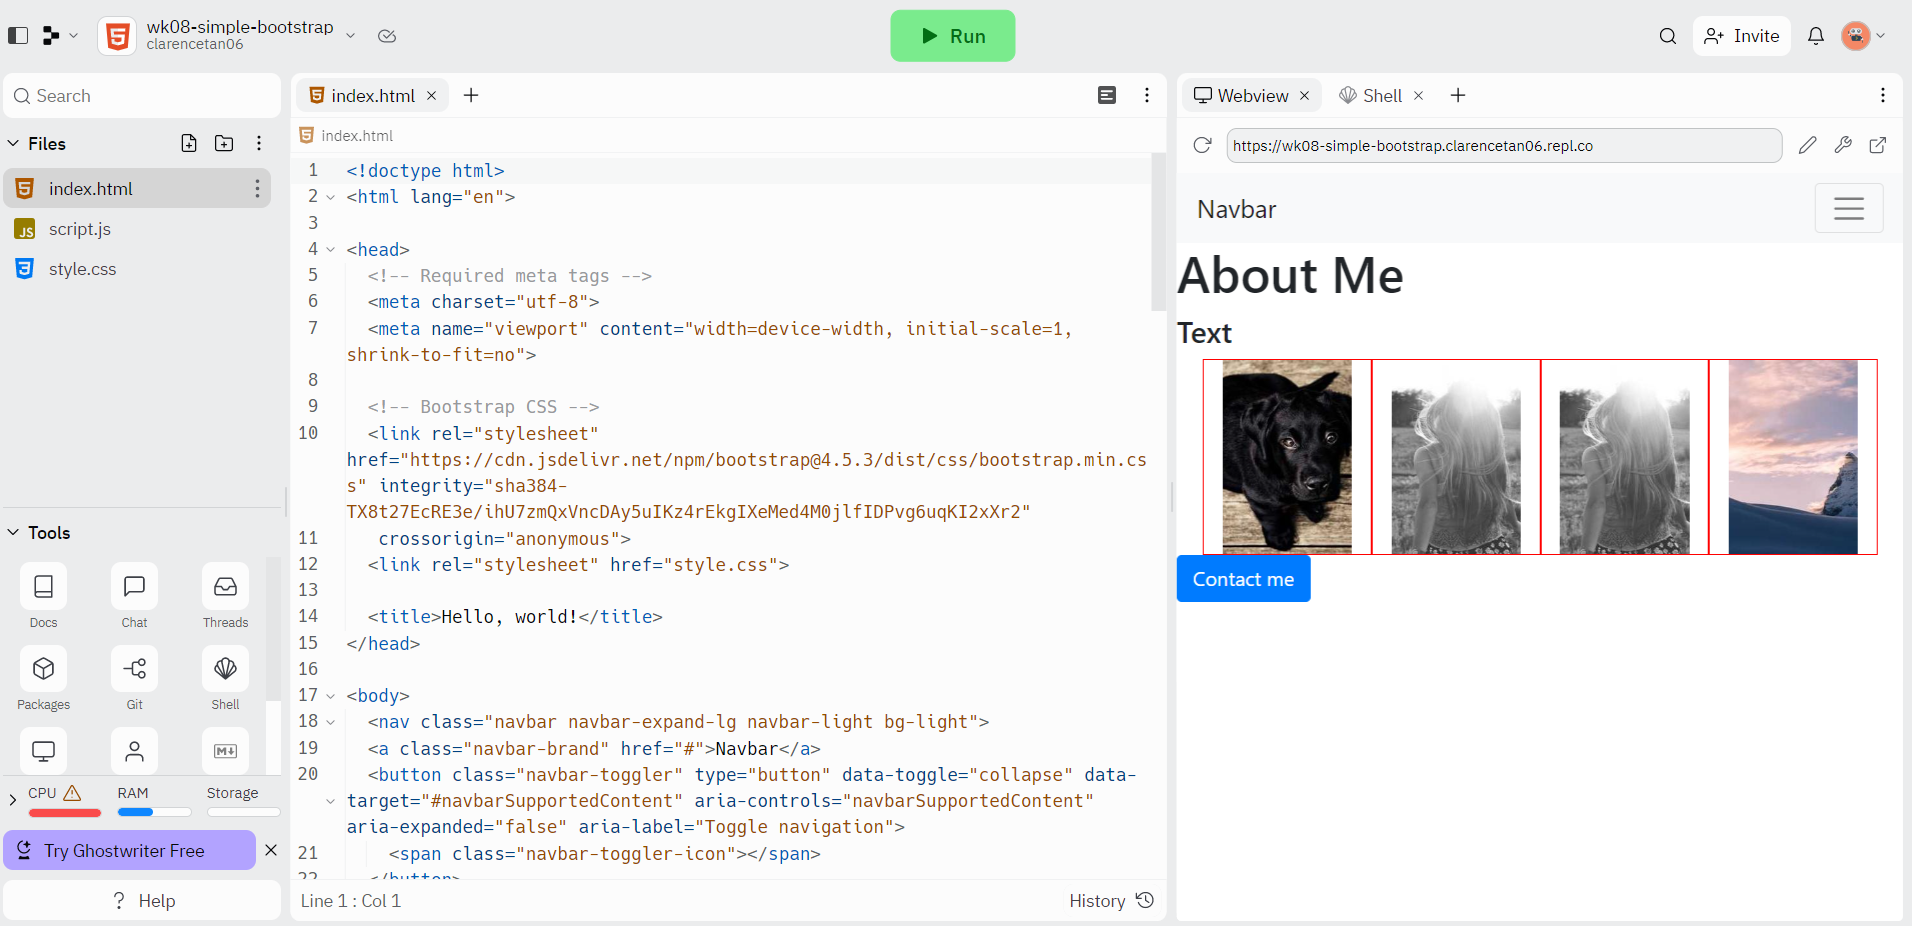 wk08-simple-bootstrap
clarencetan06
Run
Invite
Search
Files
index.html
script.js
style.css
Tools
Docs
Chat
Threads
Packages
Git
Shell
CPU
RAM
Storage
Try Ghostwriter Free
? Help
index.html
index.html
1 <!doctype html>
2 <html lang="en">
3
4 <head>
5 <!-- Required meta tags -->
6 <meta charset="utf-8">
7 <meta name="viewport" content="width=device-width, initial-scale=1,
shrink-to-fit=no">
8
9 <!-- Bootstrap CSS -->
10 <link rel="stylesheet"
href="https://cdn.jsdelivr.net/npm/bootstrap@4.5.3/dist/css/bootstrap.min.cs
s" integrity="sha384-
TX8t27EcRE3e/ihU7zmQxVncDAy5uIKz4rEkgIXeMed4M0jlfIDPvg6uqKI2xXr2"
11 crossorigin="anonymous">
12 <link rel="stylesheet" href="style.css">
13
14 <title>Hello, world!</title>
15 </head>
16
17 <body>
18 <nav class="navbar navbar-expand-lg navbar-light bg-light">
19 <a class="navbar-brand" href="#">Navbar</a>
20 <button class="navbar-toggler" type="button" data-toggle="collapse" data-
target="#navbarSupportedContent" aria-controls="navbarSupportedContent"
aria-expanded="false" aria-label="Toggle navigation">
21 <span class="navbar-toggler-icon"></span>
22 </button>
Line 1 : Col 1
History
Webview
Shell
https://wk08-simple-bootstrap.clarencetan06.repl.co
Navbar
About Me
Text
Contact me